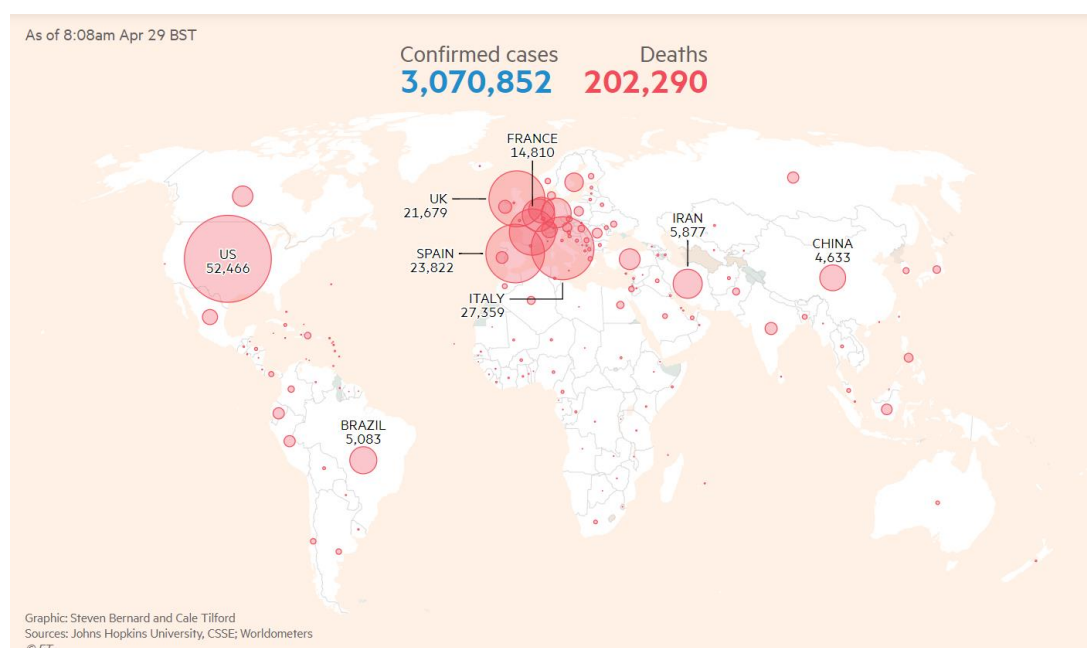 As of 8:08am Apr 29 BST
Confirmed cases
3,070,852
Deaths
202,290
FRANCE
14,810
UK
21,679
US
52,466
SPAIN
23,822
ITALY
27,359
IRAN
5,877
CHINA
4,633
BRAZIL
5,083
Graphic: Steven Bernard and Cale Tilford
Sources: Johns Hopkins University, CSSE; Worldometers
© FT